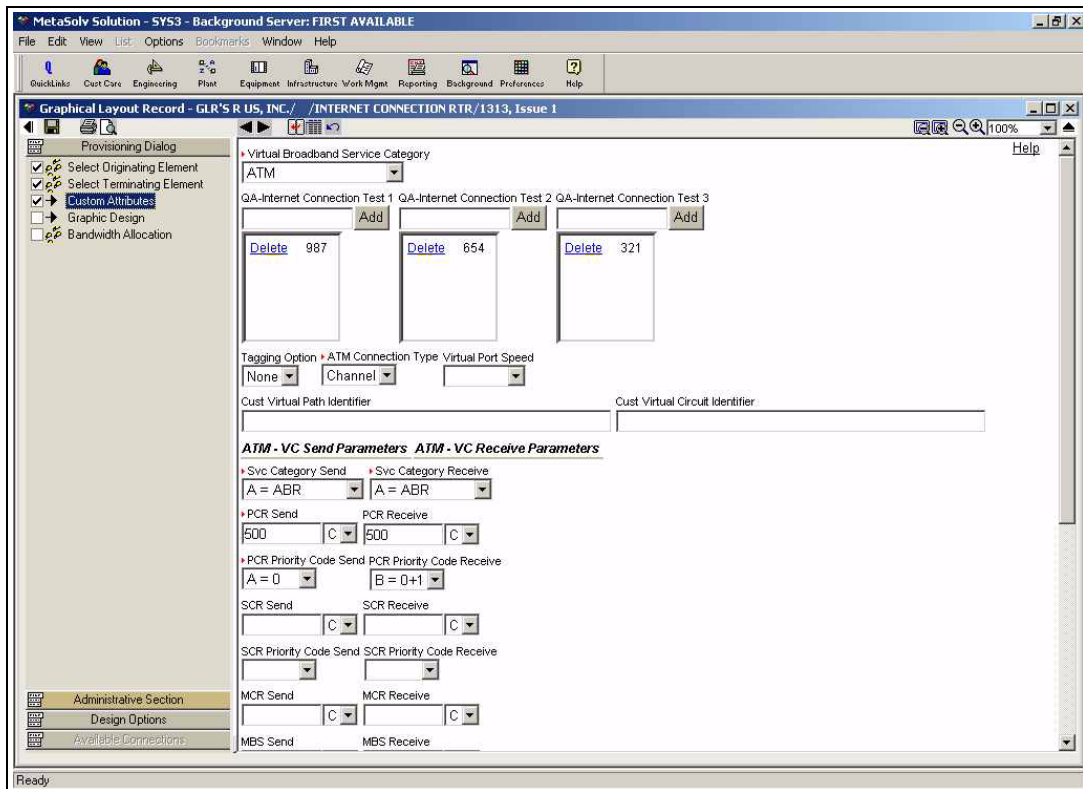 MetaSolv Solution - SYS3 - Background Server: FIRST AVAILABLE
File Edit View List Options Bookmarks Window Help
QuickLinks Cust Care Engineering Plant Equipment Infrastructure Work Mgmt Reporting Background Preferences Help
Graphical Layout Record - GLR'S R US, INC./ /INTERNET CONNECTION RTR/1313, Issue 1
100%
Provisioning Dialog
Select Originating Element
Select Terminating Element
Custom Attributes
Graphic Design
Bandwidth Allocation
Help
Virtual Broadband Service Category
ATM
QA-Internet Connection Test 1 QA-Internet Connection Test 2 QA-Internet Connection Test 3
Add Add Add
Delete 987 Delete 654 Delete 321
Tagging Option ATM Connection Type Virtual Port Speed
None Channel
Cust Virtual Path Identifier Cust Virtual Circuit Identifier
ATM - VC Send Parameters ATM - VC Receive Parameters
Svc Category Send Svc Category Receive
A = ABR A = ABR
PCR Send PCR Receive
500 C 500 C
PCR Priority Code Send PCR Priority Code Receive
A = 0 B = 0+1
SCR Send SCR Receive
C C
SCR Priority Code Send SCR Priority Code Receive
MCR Send MCR Receive
C C
MBS Send MBS Receive
Administrative Section
Design Options
Available Connections
Ready